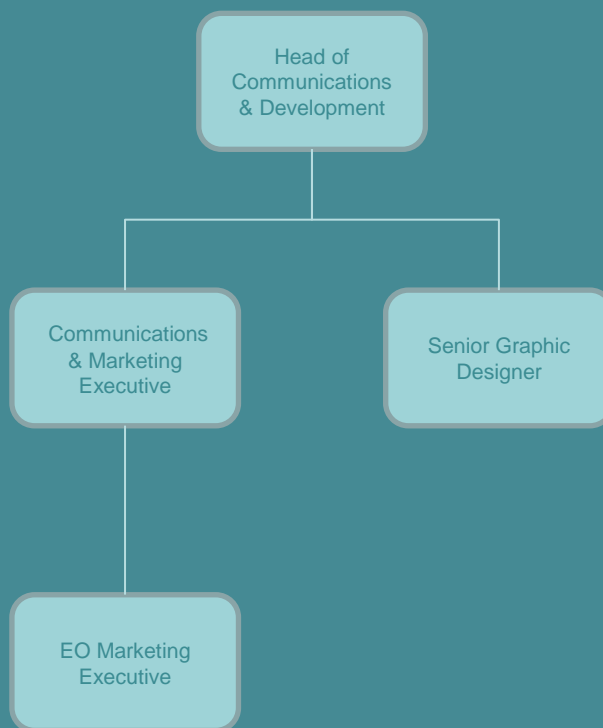 Head of
Communications
& Development
Communications
& Marketing
Executive
Senior Graphic
Designer
EO Marketing
Executive